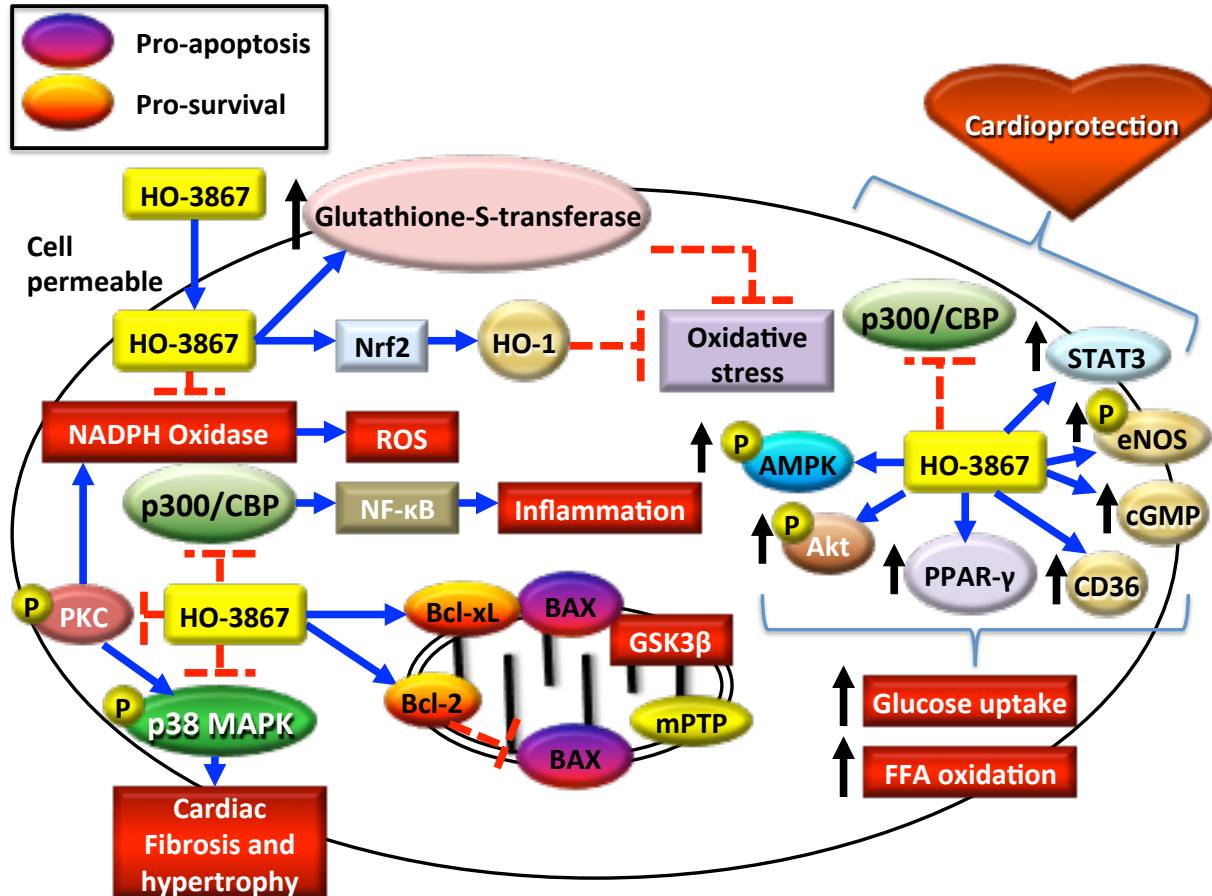 Pro-apoptosis
Pro-survival
Cardioprotection
HO-3867
Glutathione-S-transferase
Cell
permeable
HO-3867
Nrf2
HO-1
Oxidative
stress
p300/CBP
STAT3
NADPH Oxidase
ROS
P
AMPK
HO-3867
P
eNOS
p300/CBP
NF-κB
Inflammation
P
Akt
PPAR-γ
CD36
cGMP
P
PKC
HO-3867
Bcl-xL
BAX
GSK3β
Bcl-2
mPTP
BAX
P
p38 MAPK
Glucose uptake
FFA oxidation
Cardiac
Fibrosis and
hypertrophy